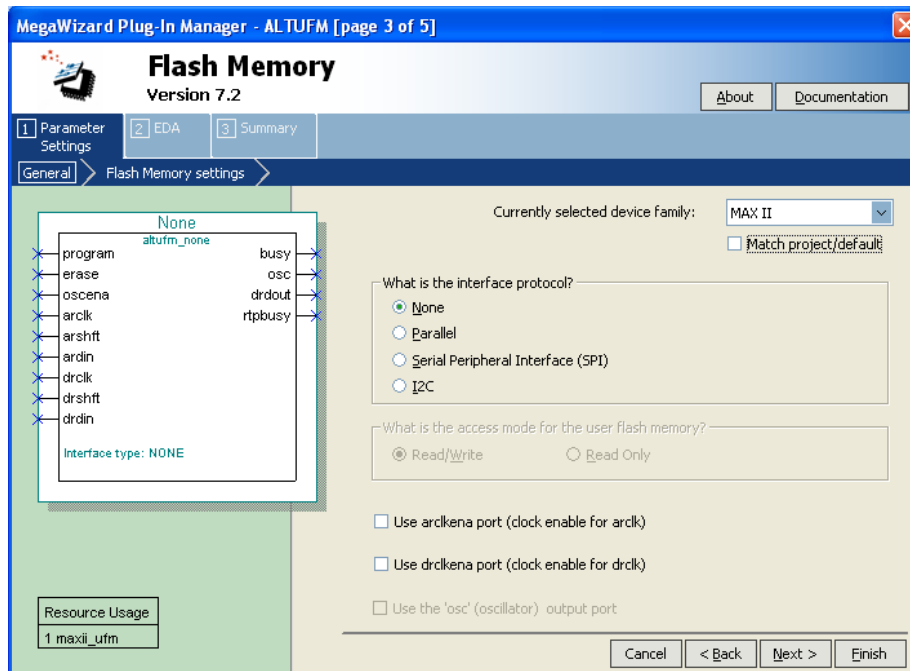 MegaWizard Plug-In Manager - ALTUFM [page 3 of 5]
Flash Memory
Version 7.2
About
Documentation
1 Parameter Settings
2 EDA
3 Summary
General
Flash Memory settings
None
altufm_none
program
erase
oscena
arclk
arshft
ardin
drclk
drshft
drdin
busy
osc
drdout
rtpbusy
Interface type: NONE
Resource Usage
1 maxii_ufm
Currently selected device family:
MAX II
Match project/default
What is the interface protocol?
None
Parallel
Serial Peripheral Interface (SPI)
I2C
What is the access mode for the user flash memory?
Read/Write
Read Only
Use arclkena port (clock enable for arclk)
Use drclkena port (clock enable for drclk)
Use the 'osc' (oscillator) output port
Cancel
< Back
Next >
Finish